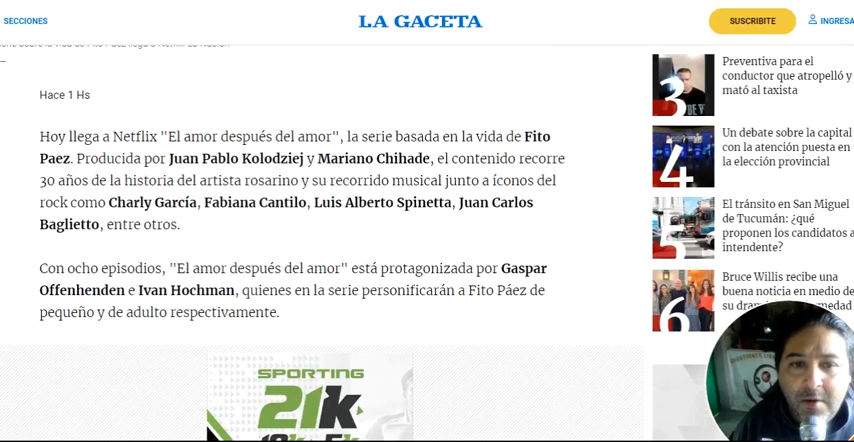 SECCIONES
LA GACETA
SUSCRIBITE
INGRESA
Hace 1 Hs
Hoy llega a Netflix "El amor después del amor", la serie basada en la vida de Fito
Paez. Producida por Juan Pablo Kolodziej y Mariano Chihade, el contenido recorre
30 años de la historia del artista rosarino y su recorrido musical junto a íconos del
rock como Charly García, Fabiana Cantilo, Luis Alberto Spinetta, Juan Carlos
Baglietto, entre otros.
Con ocho episodios, "El amor después del amor" está protagonizada por Gaspar
Offenhenden e Ivan Hochman, quienes en la serie personificarán a Fito Páez de
pequeño y de adulto respectivamente.
SPORTING
21k
3
Preventiva para el
conductor que atropelló y
mató al taxista
4
Un debate sobre la capital
con la atención puesta en
la elección provincial
5
El tránsito en San Miguel
de Tucumán: ¿qué
proponen los candidatos a
intendente?
6
Bruce Willis recibe una
buena noticia en medio de